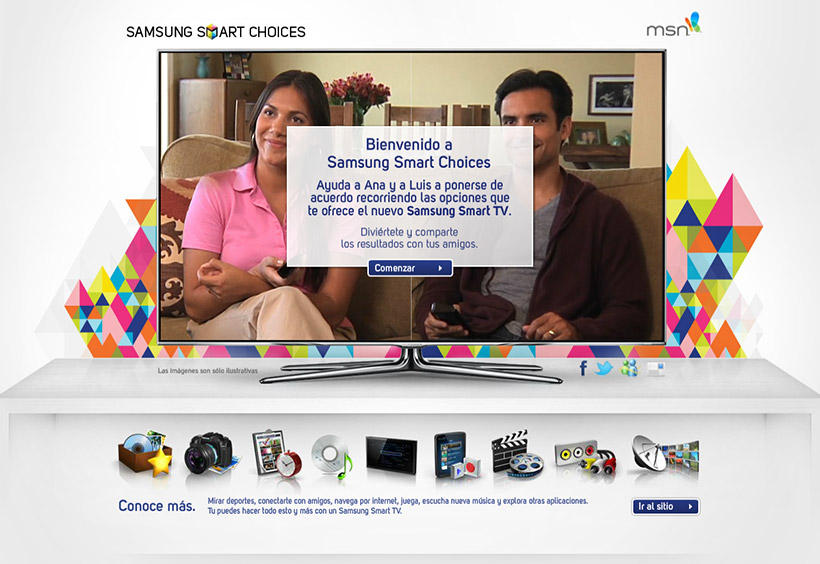 SAMSUNG SMART CHOICES
msn
Bienvenido a
Samsung Smart Choices
Ayuda a Ana y a Luis a ponerse de
acuerdo recorriendo las opciones que
te ofrece el nuevo Samsung Smart TV.
Diviértete y comparte
los resultados con tus amigos.
Comenzar
Las imágenes son sólo ilustrativas
Conoce más.
Mirar deportes, conectarte con amigos, navega por internet, juega, escucha nueva música y explora otras aplicaciones.
Tu puedes hacer todo esto y más con un Samsung Smart TV.
Ir al sitio